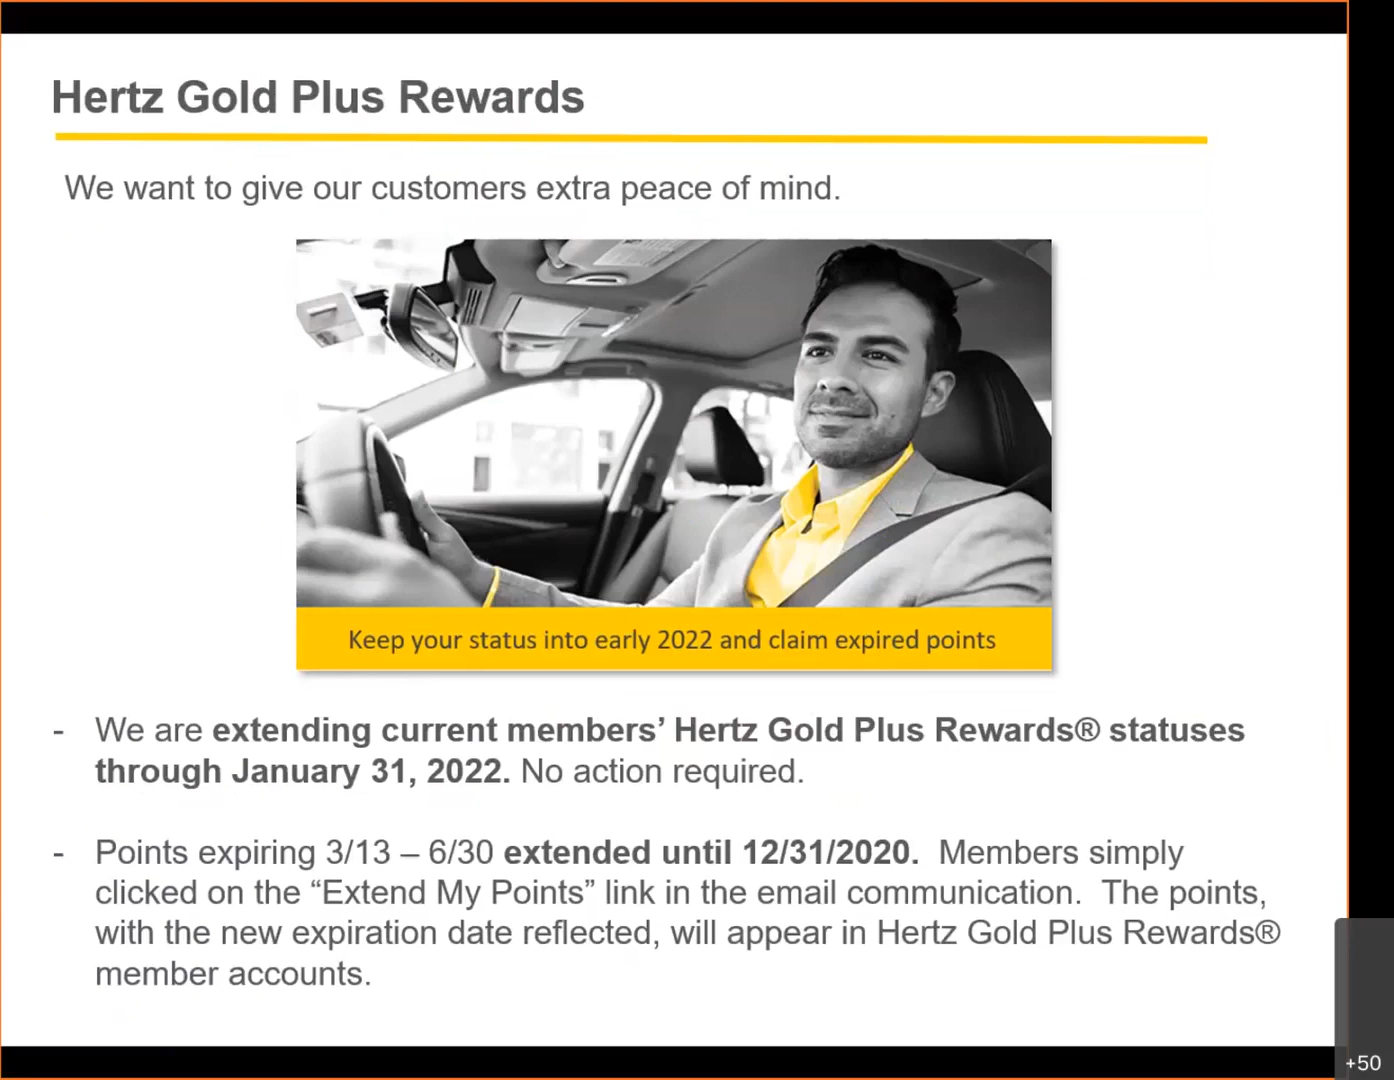 Hertz Gold Plus Rewards
We want to give our customers extra peace of mind.
Keep your status into early 2022 and claim expired points
- We are extending current members’ Hertz Gold Plus Rewards® statuses
through January 31, 2022. No action required.
- Points expiring 3/13 – 6/30 extended until 12/31/2020.  Members simply
clicked on the “Extend My Points” link in the email communication.  The points,
with the new expiration date reflected, will appear in Hertz Gold Plus Rewards®
member accounts.
+50